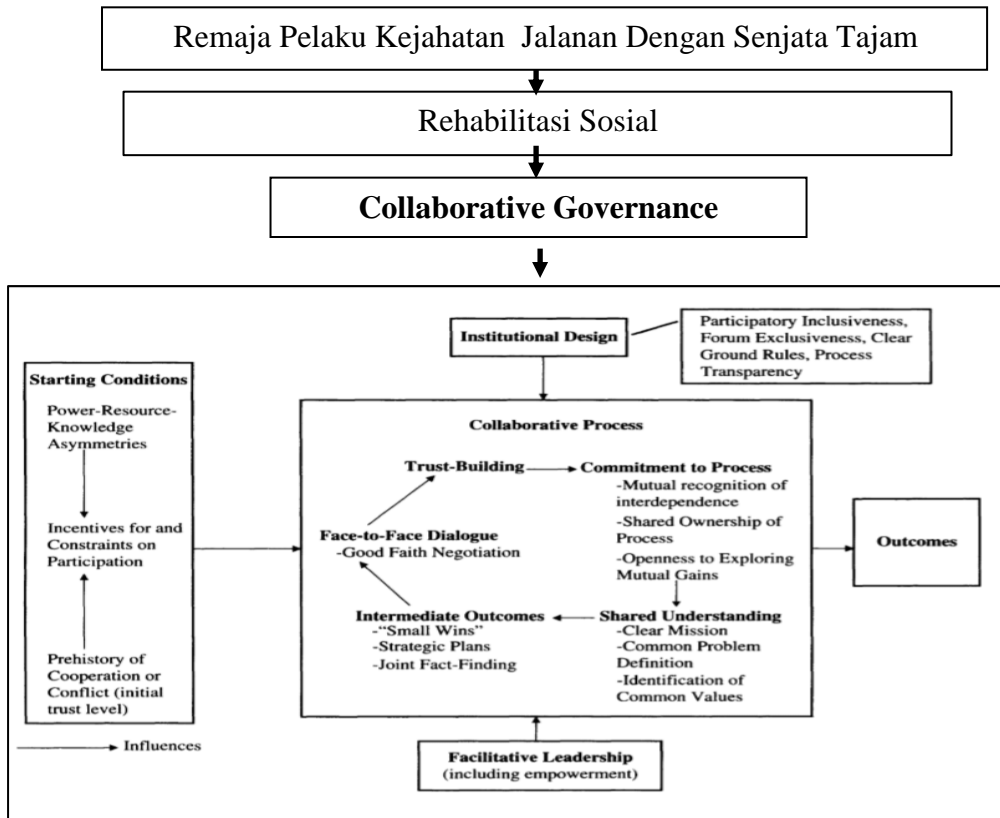 Remaja Pelaku Kejahatan  Jalanan Dengan Senjata Tajam
Rehabilitasi Sosial
Collaborative Governance
Institutional Design
Participatory Inclusiveness,
Forum Exclusiveness, Clear
Ground Rules, Process
Transparency
Starting Conditions
Power-Resource-
Knowledge
Asymmetries
Incentives for and
Constraints on
Participation
Prehistory of
Cooperation or
Conflict (initial
trust level)
Collaborative Process
Trust-Building
Commitment to Process
-Mutual recognition of
interdependence
-Shared Ownership of
Process
-Openness to Exploring
Mutual Gains
Face-to-Face Dialogue
-Good Faith Negotiation
Intermediate Outcomes
-“Small Wins”
-Strategic Plans
-Joint Fact-Finding
Shared Understanding
-Clear Mission
-Common Problem
Definition
-Identification of
Common Values
Outcomes
Influences
Facilitative Leadership
(including empowerment)